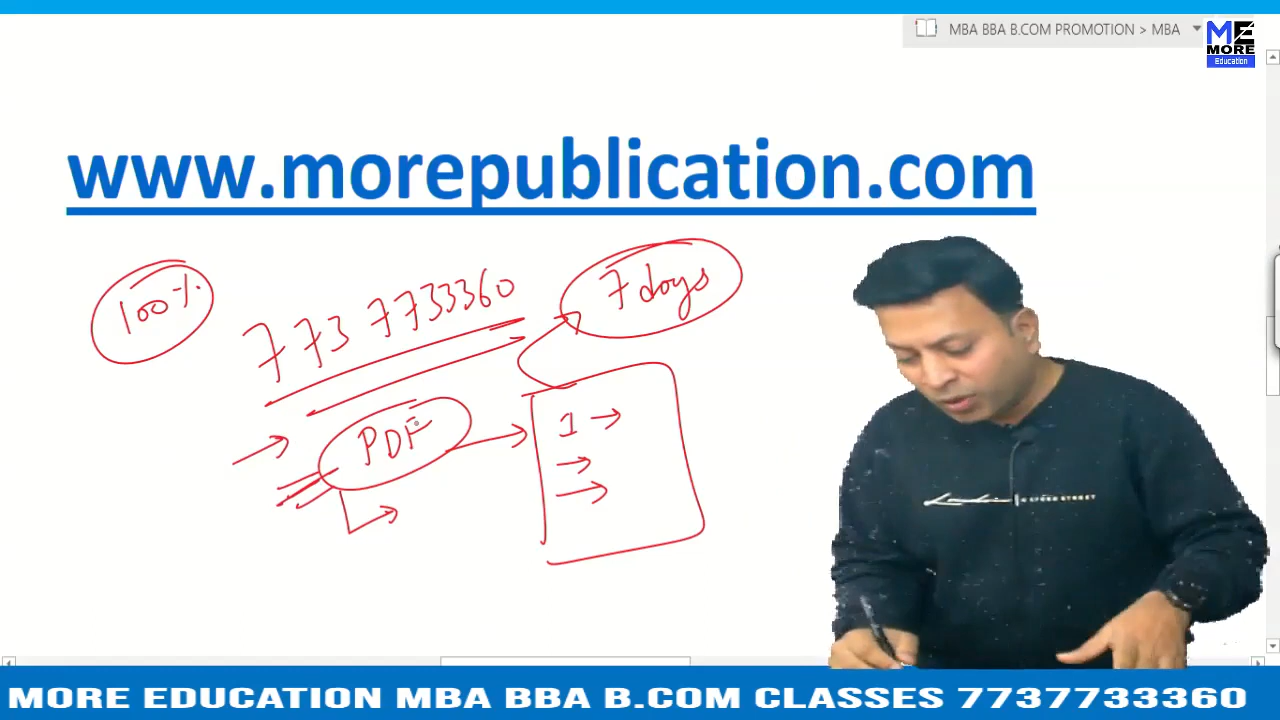 MBA BBA B.COM PROMOTION > MBA
ME
MORE
Education
www.morepublication.com
100%
773 7733360
7 days
PDF
1 →
MORE EDUCATION MBA BBA B.COM CLASSES 7737733360